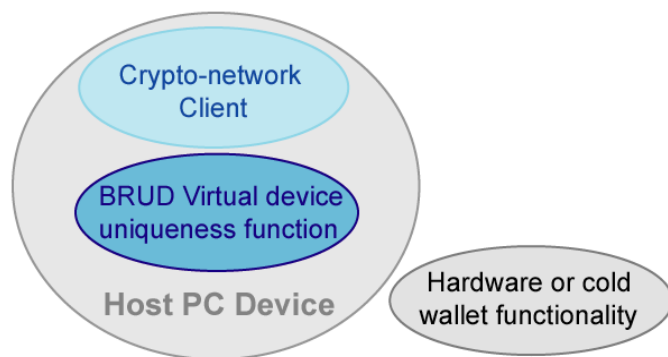 Crypto-network
Client
BRUD Virtual device
uniqueness function
Host PC Device
Hardware or cold
wallet functionality